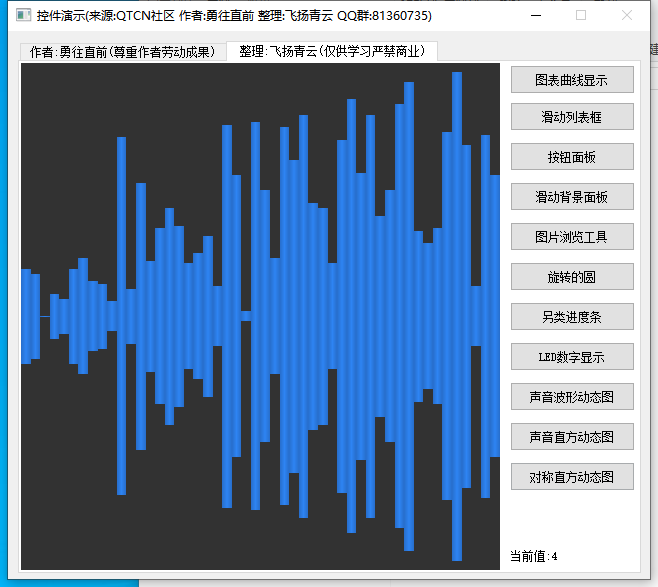 控件演示(来源:QTCN社区 作者:勇往直前 整理:飞扬青云 QQ群:81360735)
作者:勇往直前(尊重作者劳动成果)
整理:飞扬青云(仅供学习严禁商业)
图表曲线显示
滑动列表框
按钮面板
滑动背景面板
图片浏览工具
旋转的圆
另类进度条
LED数字显示
声音波形动态图
声音直方动态图
对称直方动态图
当前值:4